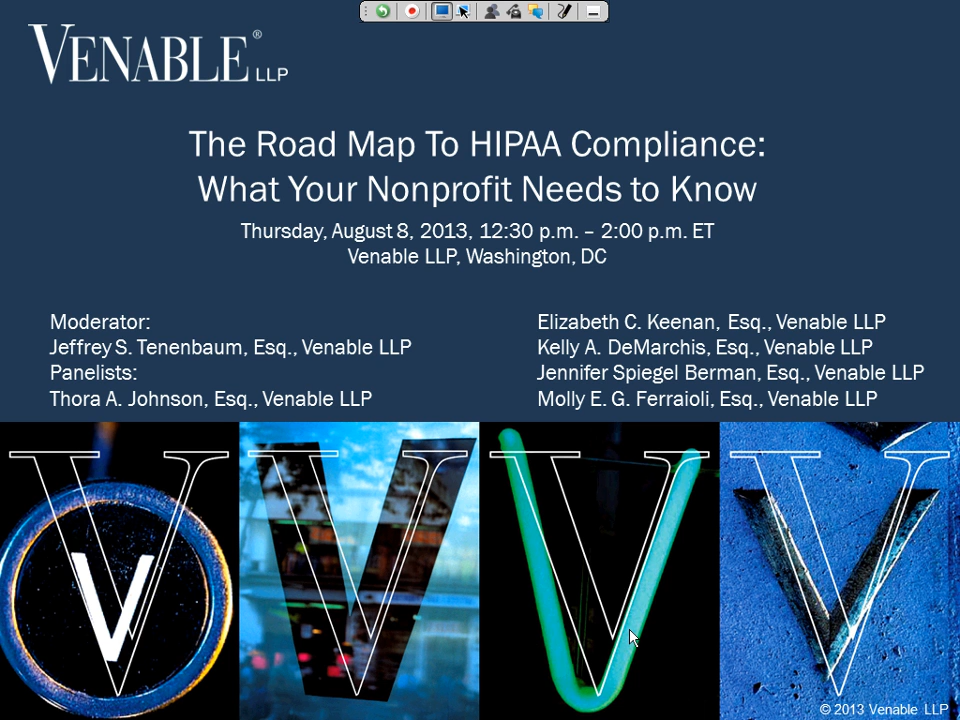 VENABLE® LLP
The Road Map To HIPAA Compliance:
What Your Nonprofit Needs to Know
Thursday, August 8, 2013, 12:30 p.m. – 2:00 p.m. ET
Venable LLP, Washington, DC
Moderator:
Jeffrey S. Tenenbaum, Esq., Venable LLP
Panelists:
Thora A. Johnson, Esq., Venable LLP
Elizabeth C. Keenan, Esq., Venable LLP
Kelly A. DeMarchis, Esq., Venable LLP
Jennifer Spiegel Berman, Esq., Venable LLP
Molly E. G. Ferraioli, Esq., Venable LLP
V V V V
V V V V
© 2013 Venable LLP